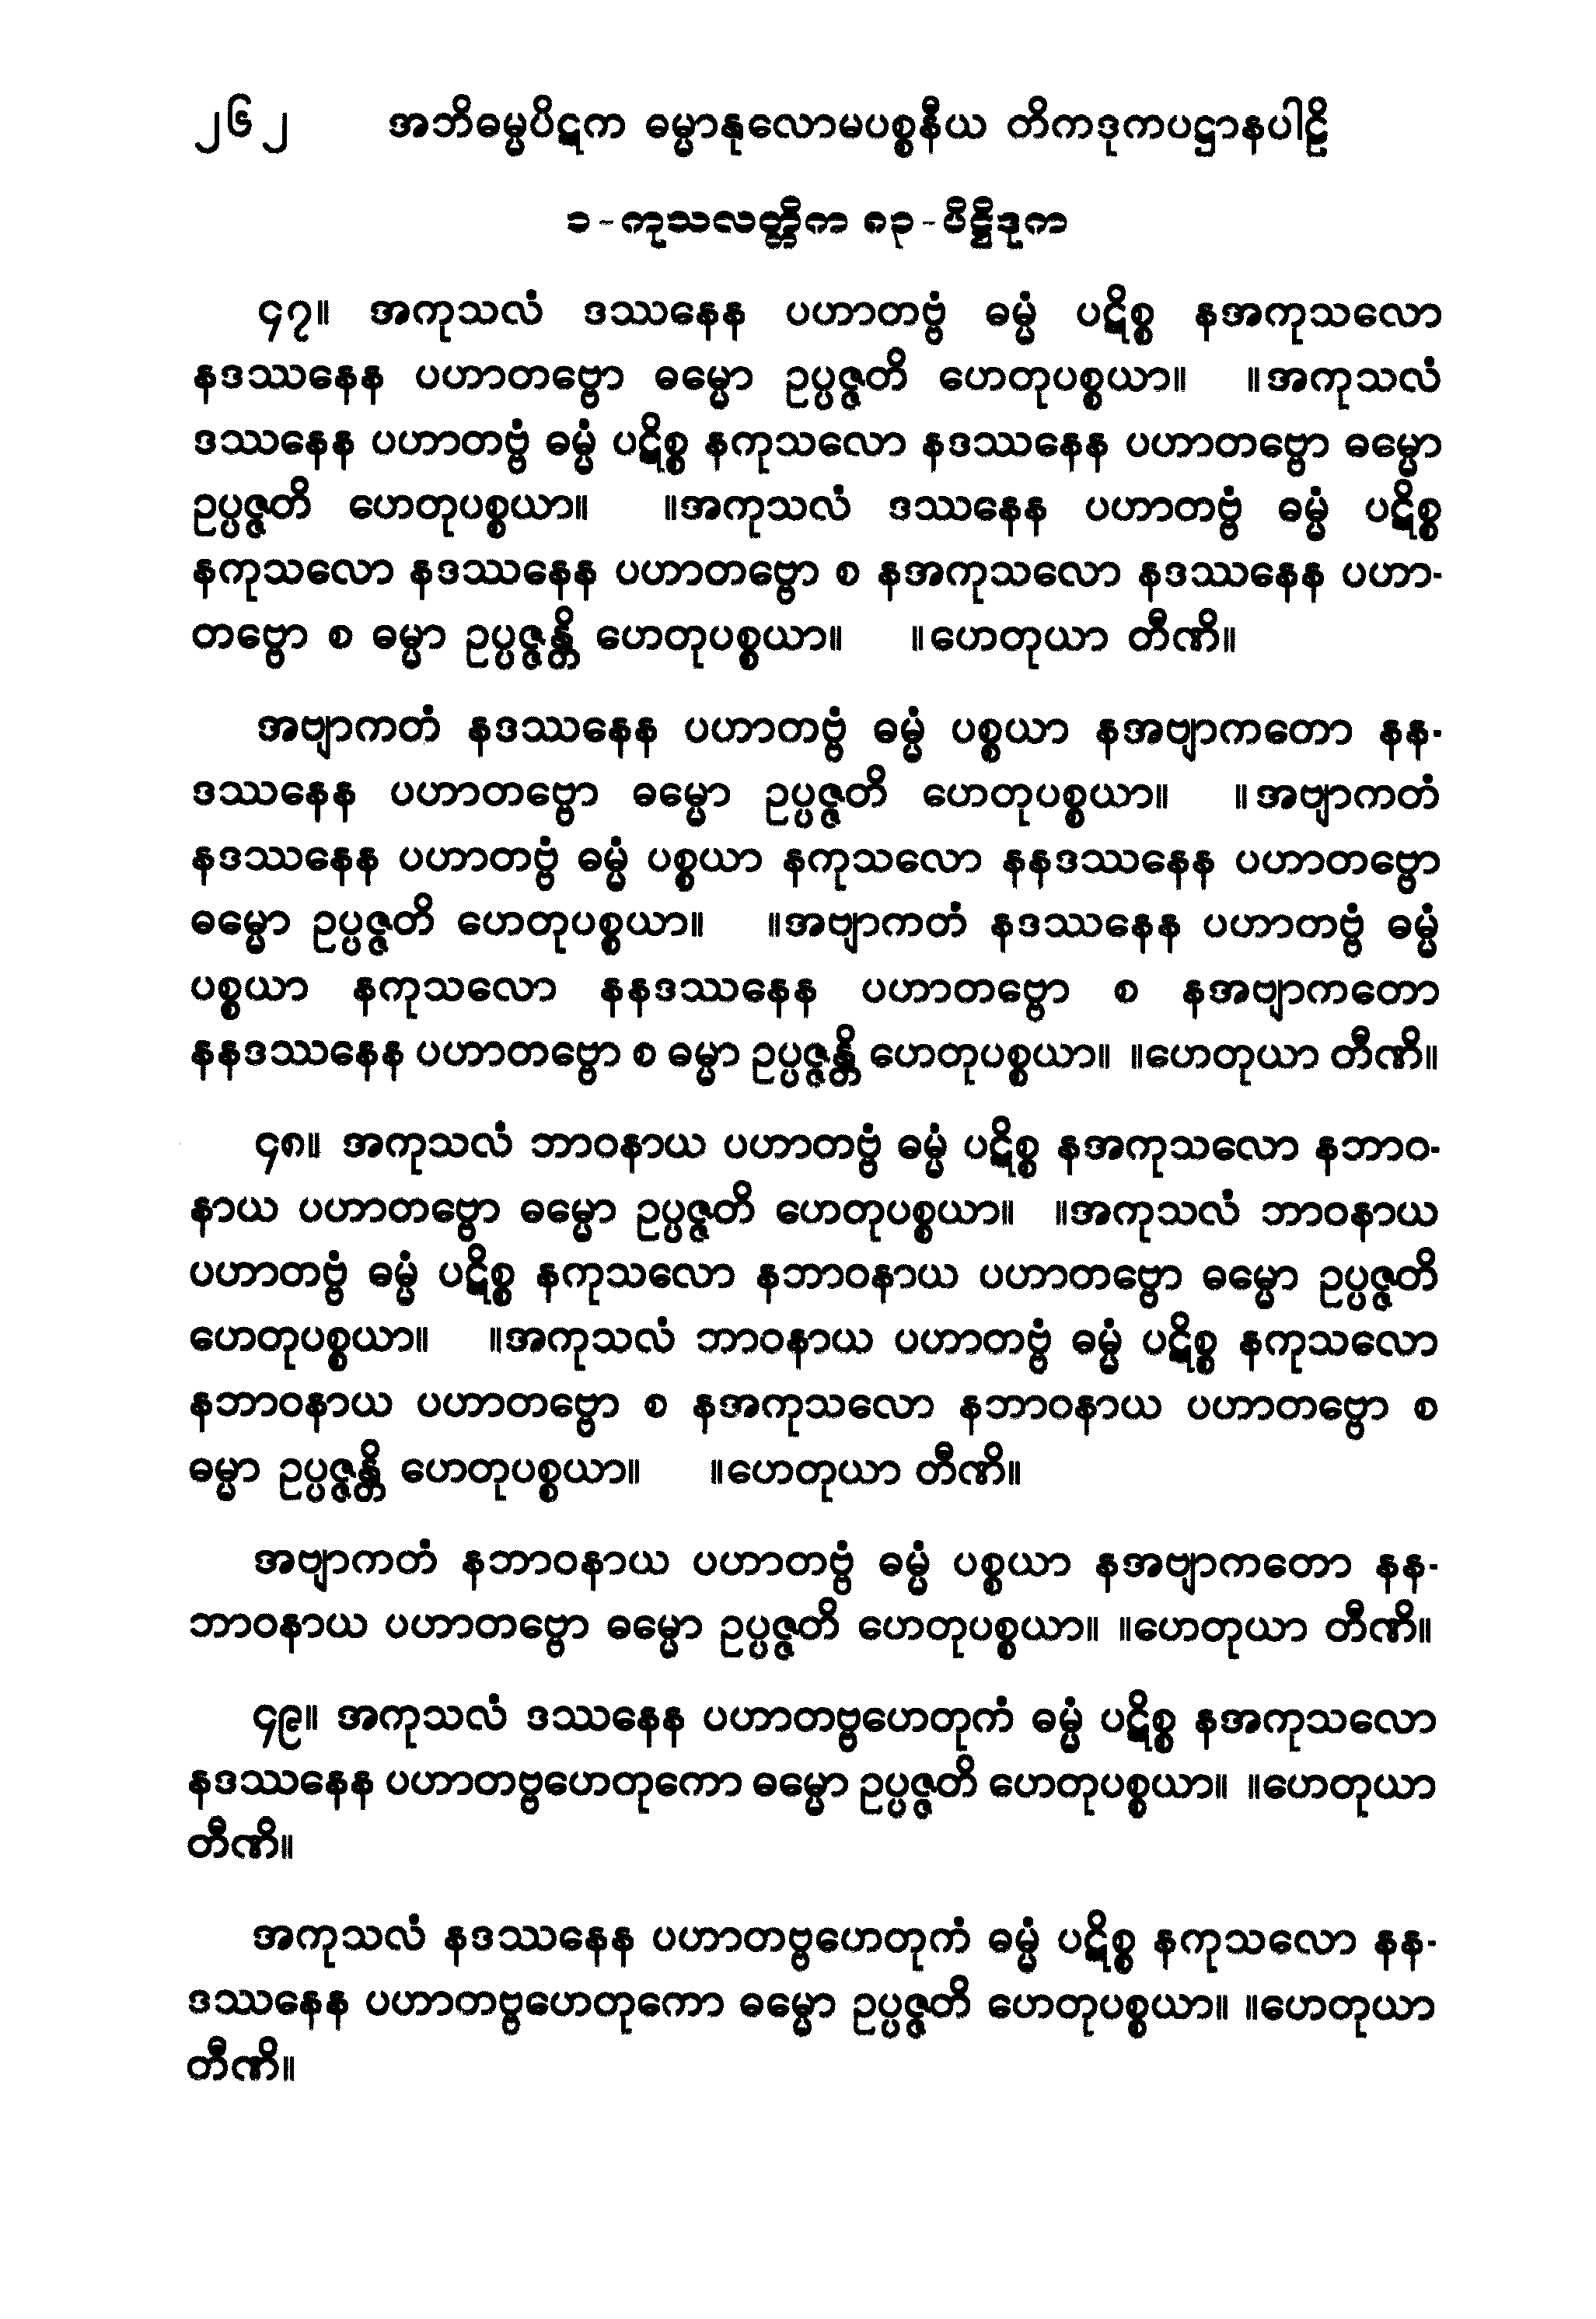 ၂၆၂ အဘိဓမ္မပိဋက ဓမ္မာနုလောမပစ္စနီယ တိကဒုကပဋ္ဌာနပါဠိ
၁-ကုသလတ္တိက ၈၃-ပိဋ္ဌိဒုက
၄၇။ အကုသလံ ဒဿနေန ပဟာတဗ္ဗံ ဓမ္မံ ပဋိစ္စ နအကုသလော
နဒဿနေန ပဟာတဗ္ဗော ဓမ္မော ဥပ္ပဇ္ဇတိ ဟေတုပစ္စယာ။ ။အကုသလံ
ဒဿနေန ပဟာတဗ္ဗံ ဓမ္မံ ပဋိစ္စ နကုသလော နဒဿနေန ပဟာတဗ္ဗော ဓမ္မော
ဥပ္ပဇ္ဇတိ ဟေတုပစ္စယာ။ ။အကုသလံ ဒဿနေန ပဟာတဗ္ဗံ ဓမ္မံ ပဋိစ္စ
နကုသလော နဒဿနေန ပဟာတဗ္ဗော စ နအကုသလော နဒဿနေန ပဟာ-
တဗ္ဗော စ ဓမ္မာ ဥပ္ပဇ္ဇန္တိ ဟေတုပစ္စယာ။ ။ဟေတုယာ တီဏိ။
အဗျာကတံ နဒဿနေန ပဟာတဗ္ဗံ ဓမ္မံ ပစ္စယာ နအဗျာကတော နန-
ဒဿနေန ပဟာတဗ္ဗော ဓမ္မော ဥပ္ပဇ္ဇတိ ဟေတုပစ္စယာ။ ။အဗျာကတံ
နဒဿနေန ပဟာတဗ္ဗံ ဓမ္မံ ပစ္စယာ နကုသလော နနဒဿနေန ပဟာတဗ္ဗော
ဓမ္မော ဥပ္ပဇ္ဇတိ ဟေတုပစ္စယာ။ ။အဗျာကတံ နဒဿနေန ပဟာတဗ္ဗံ ဓမ္မံ
ပစ္စယာ နကုသလော နနဒဿနေန ပဟာတဗ္ဗော စ နအဗျာကတော
နနဒဿနေန ပဟာတဗ္ဗော စ ဓမ္မာ ဥပ္ပဇ္ဇန္တိ ဟေတုပစ္စယာ။ ။ဟေတုယာ တီဏိ။
၄၈။ အကုသလံ ဘာဝနာယ ပဟာတဗ္ဗံ ဓမ္မံ ပဋိစ္စ နအကုသလော နဘာဝ-
နာယ ပဟာတဗ္ဗော ဓမ္မော ဥပ္ပဇ္ဇတိ ဟေတုပစ္စယာ။ ။အကုသလံ ဘာဝနာယ
ပဟာတဗ္ဗံ ဓမ္မံ ပဋိစ္စ နကုသလော နဘာဝနာယ ပဟာတဗ္ဗော ဓမ္မော ဥပ္ပဇ္ဇတိ
ဟေတုပစ္စယာ။ ။အကုသလံ ဘာဝနာယ ပဟာတဗ္ဗံ ဓမ္မံ ပဋိစ္စ နကုသလော
နဘာဝနာယ ပဟာတဗ္ဗော စ နအကုသလော နဘာဝနာယ ပဟာတဗ္ဗော စ
ဓမ္မာ ဥပ္ပဇ္ဇန္တိ ဟေတုပစ္စယာ။ ။ဟေတုယာ တီဏိ။
အဗျာကတံ နဘာဝနာယ ပဟာတဗ္ဗံ ဓမ္မံ ပစ္စယာ နအဗျာကတော နန-
ဘာဝနာယ ပဟာတဗ္ဗော ဓမ္မော ဥပ္ပဇ္ဇတိ ဟေတုပစ္စယာ။ ။ဟေတုယာ တီဏိ။
၄၉။ အကုသလံ ဒဿနေန ပဟာတဗ္ဗဟေတုကံ ဓမ္မံ ပဋိစ္စ နအကုသလော
နဒဿနေန ပဟာတဗ္ဗဟေတုကော ဓမ္မော ဥပ္ပဇ္ဇတိ ဟေတုပစ္စယာ။ ။ဟေတုယာ
တီဏိ။
အကုသလံ နဒဿနေန ပဟာတဗ္ဗဟေတုကံ ဓမ္မံ ပဋိစ္စ နကုသလော နန-
ဒဿနေန ပဟာတဗ္ဗဟေတုကော ဓမ္မော ဥပ္ပဇ္ဇတိ ဟေတုပစ္စယာ။ ။ဟေတုယာ
တီဏိ။